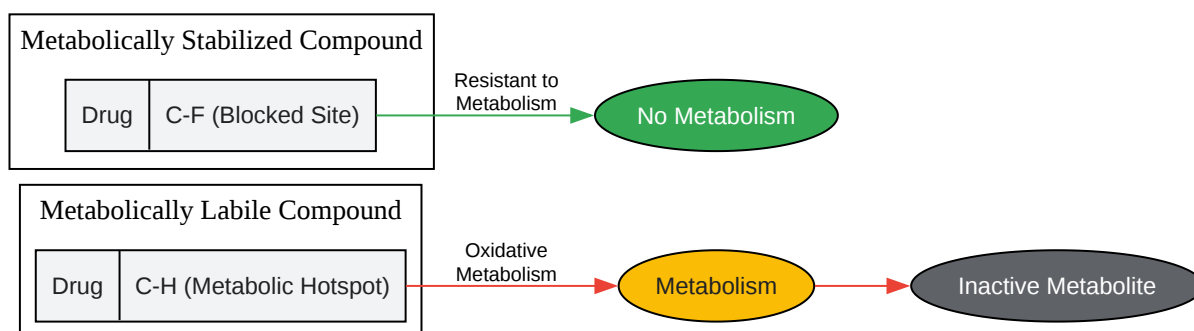 Metabolically Stabilized Compound
Drug
C-F (Blocked Site)
Resistant to
Metabolism
No Metabolism
Metabolically Labile Compound
Drug
C-H (Metabolic Hotspot)
Oxidative
Metabolism
Metabolism
Inactive Metabolite